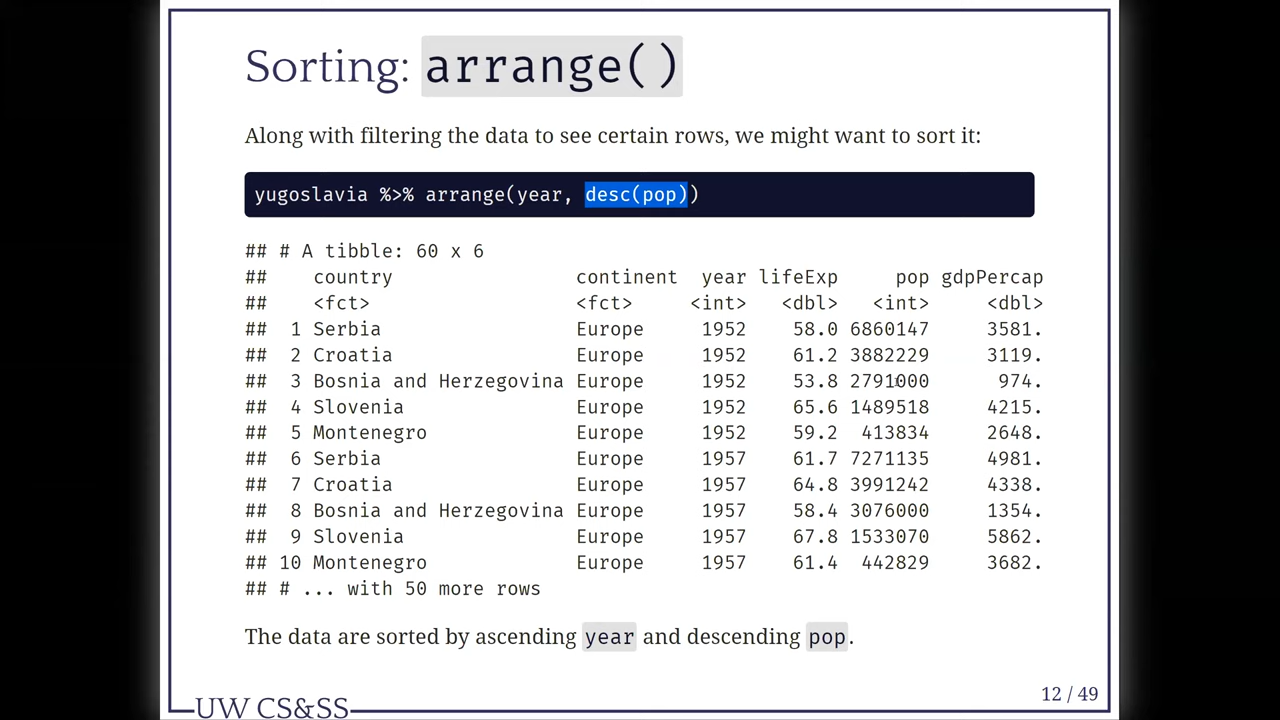 Sorting: arrange()
Along with filtering the data to see certain rows, we might want to sort it:
yugoslavia %>% arrange(year, desc(pop))
## # A tibble: 60 x 6
##    country                continent  year lifeExp     pop gdpPercap
##    <fct>                  <fct>     <int>   <dbl>   <int>     <dbl>
##  1 Serbia                 Europe     1952    58.0 6860147     3581.
##  2 Croatia                Europe     1952    61.2 3882229     3119.
##  3 Bosnia and Herzegovina Europe     1952    53.8 2791000      974.
##  4 Slovenia               Europe     1952    65.6 1489518     4215.
##  5 Montenegro             Europe     1952    59.2  413834     2648.
##  6 Serbia                 Europe     1957    61.7 7271135     4981.
##  7 Croatia                Europe     1957    64.8 3991242     4338.
##  8 Bosnia and Herzegovina Europe     1957    58.4 3076000     1354.
##  9 Slovenia               Europe     1957    67.8 1533070     5862.
## 10 Montenegro             Europe     1957    61.4  442829     3682.
## # ... with 50 more rows
The data are sorted by ascending year and descending pop.
12 / 49
UW CS&SS